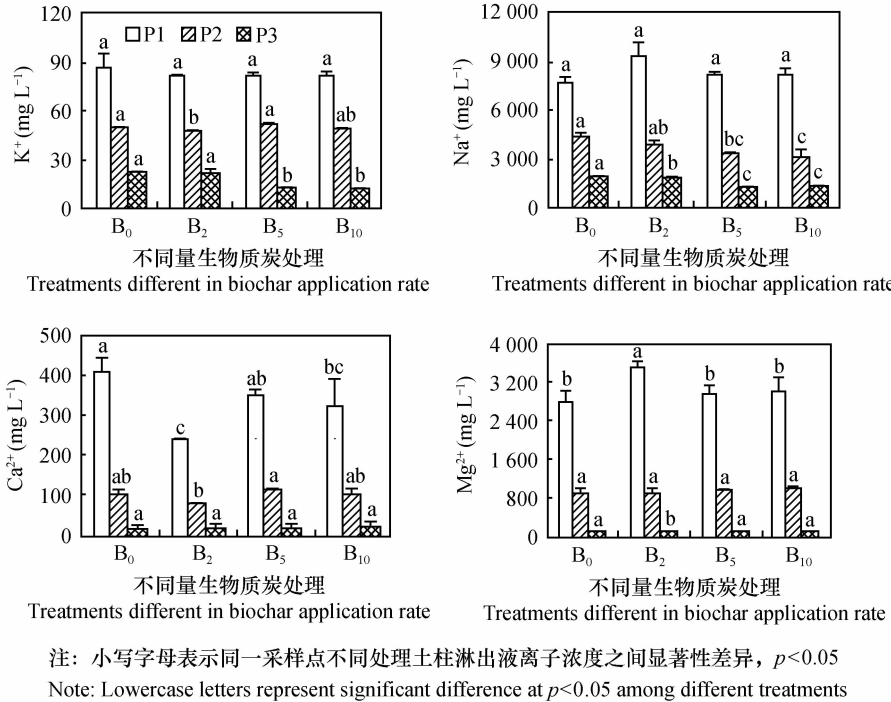 120
90
60
30
0
K⁺(mg L⁻¹)
P1 P2 P3
a a a a
a b a ab
a a b b
B₀ B₂ B₅ B₁₀
不同量生物质炭处理
Treatments different in biochar application rate
12 000
9 000
6 000
3 000
0
Na⁺(mg L⁻¹)
a a a a
a ab bc c
a b c c
B₀ B₂ B₅ B₁₀
不同量生物质炭处理
Treatments different in biochar application rate
500
400
300
200
100
0
Ca²⁺(mg L⁻¹)
a c ab bc
ab b a ab
a a a a
B₀ B₂ B₅ B₁₀
不同量生物质炭处理
Treatments different in biochar application rate
4 000
3 200
2 400
1 600
800
0
Mg²⁺(mg L⁻¹)
b a b b
a a a a
a b a a
B₀ B₂ B₅ B₁₀
不同量生物质炭处理
Treatments different in biochar application rate
注：小写字母表示同一采样点不同处理土柱淋出液离子浓度之间显著性差异，p<0.05
Note: Lowercase letters represent significant difference at p<0.05 among different treatments